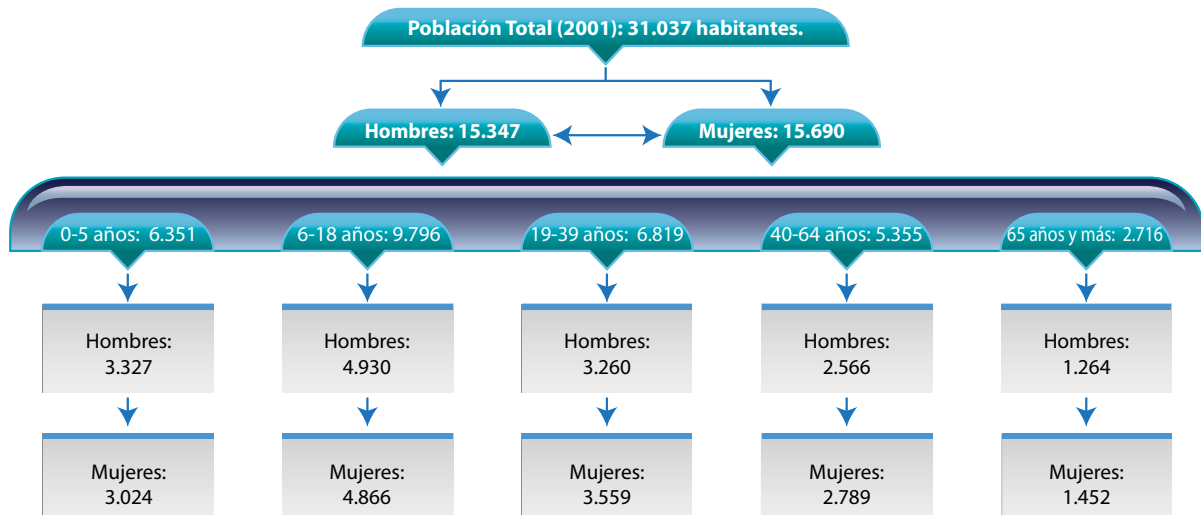 Población Total (2001): 31.037 habitantes.
Hombres: 15.347
Mujeres: 15.690
0-5 años: 6.351
6-18 años: 9.796
19-39 años: 6.819
40-64 años: 5.355
65 años y más: 2.716
Hombres:
3.327
Hombres:
4.930
Hombres:
3.260
Hombres:
2.566
Hombres:
1.264
Mujeres:
3.024
Mujeres:
4.866
Mujeres:
3.559
Mujeres:
2.789
Mujeres:
1.452